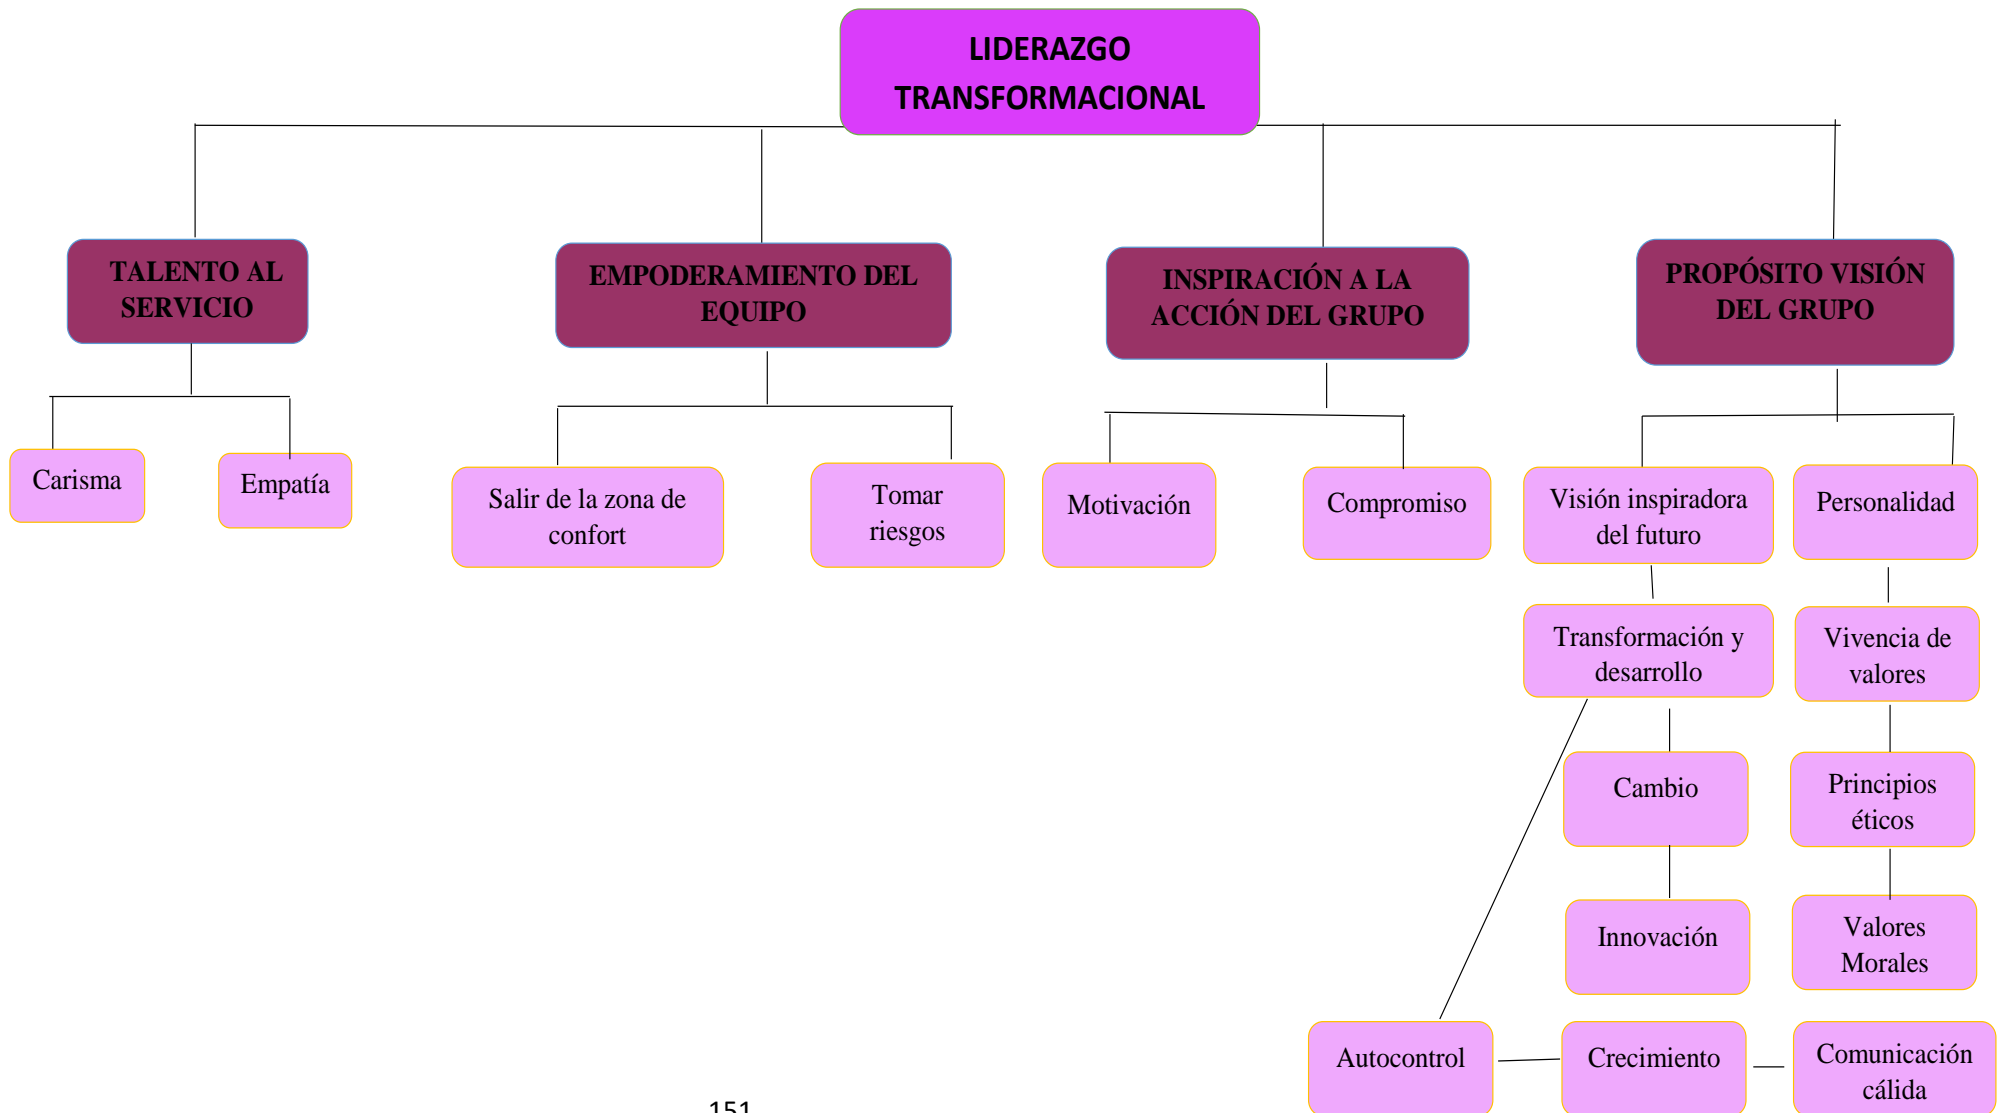 LIDERAZGO
TRANSFORMACIONAL
TALENTO AL
SERVICIO
EMPODERAMIENTO DEL
EQUIPO
INSPIRACIÓN A LA
ACCIÓN DEL GRUPO
PROPÓSITO VISIÓN
DEL GRUPO
Carisma
Empatía
Salir de la zona de
confort
Tomar
riesgos
Motivación
Compromiso
Visión inspiradora
del futuro
Personalidad
Transformación y
desarrollo
Vivencia de
valores
Cambio
Principios
éticos
Innovación
Valores
Morales
Autocontrol
Crecimiento
Comunicación
cálida
151